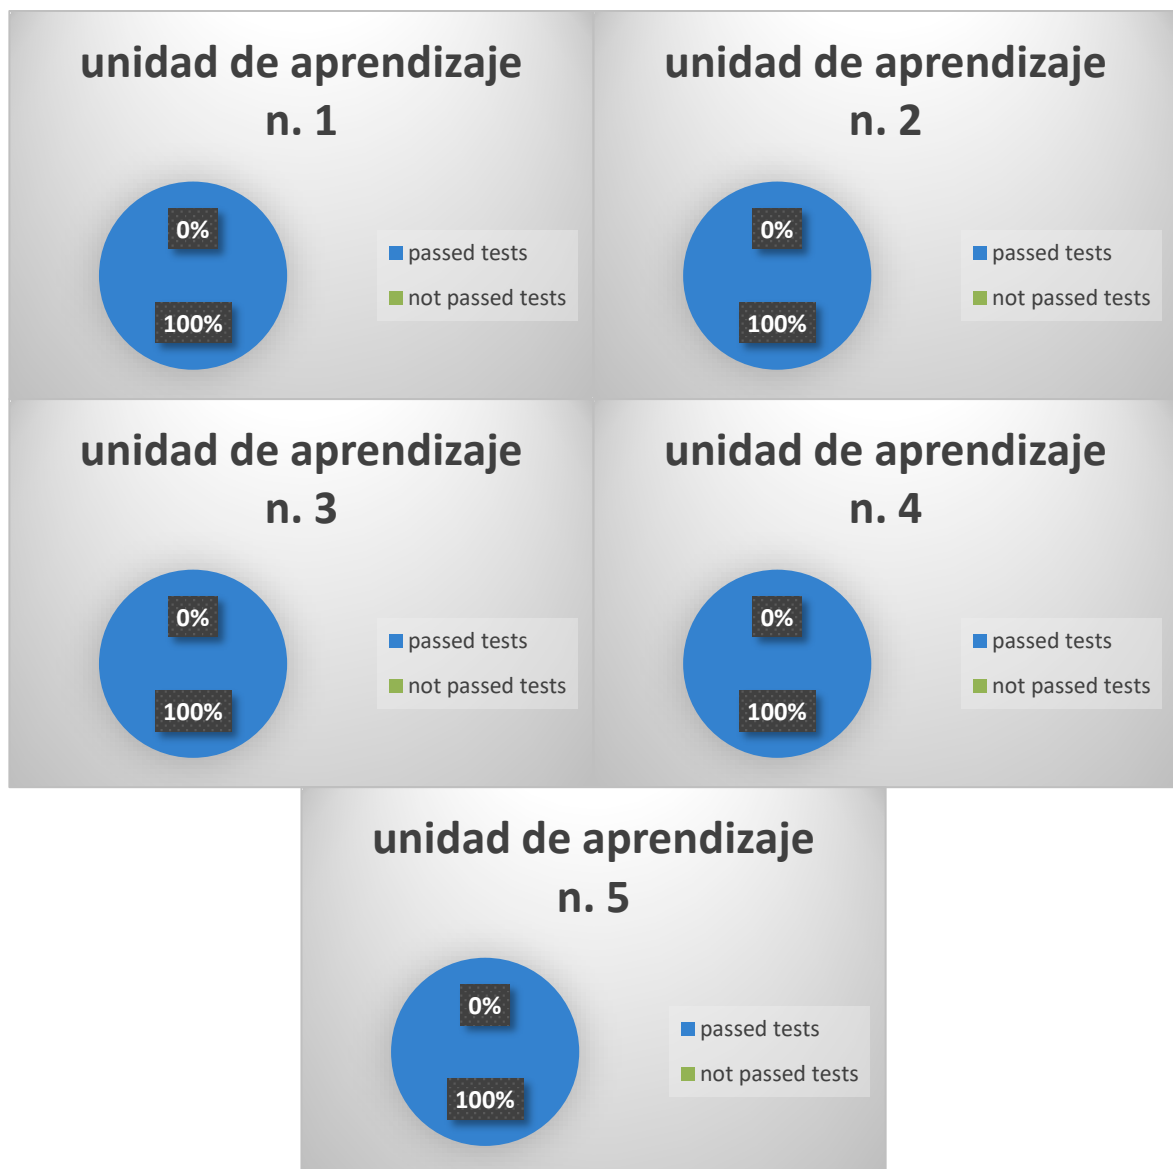 unidad de aprendizaje
n. 1
0%
100%
passed tests
not passed tests
unidad de aprendizaje
n. 2
0%
100%
passed tests
not passed tests
unidad de aprendizaje
n. 3
0%
100%
passed tests
not passed tests
unidad de aprendizaje
n. 4
0%
100%
passed tests
not passed tests
unidad de aprendizaje
n. 5
0%
100%
passed tests
not passed tests